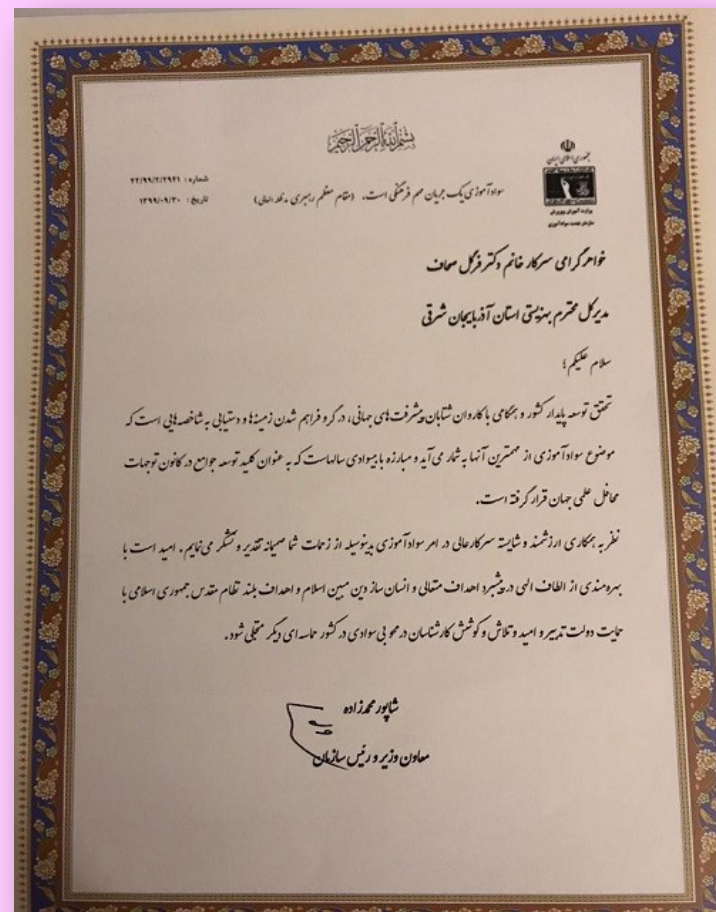 بسم الله الرحمن الرحیم
جمهوری اسلامی ایران
وزارت آموزش و پرورش
سازمان نهضت سوادآموزی
سوادآموزی یک جریان مهم فرهنگی است. (مقام معظم رهبری مدظله العالی)
شماره: ۴۲/۹۹/۲/۲۹۴۱
تاریخ: ۱۳۹۹/۰۹/۳۰
خواهر گرامی سرکار خانم دکتر فرگل صحاف
مدیرکل محترم بهزیستی استان آذربایجان شرقی
سلام علیکم؛
تحقق توسعه پایدار کشور و همگامی با کاروان شتابان پیشرفت‌های جهانی، در گرو فراهم شدن زمینه‌ها و دستیابی به شاخصه‌هایی است که
موضوع سوادآموزی از مهمترین آنها به شمار می‌آید و مبارزه با بیسوادی سالهاست که به عنوان کلید توسعه جوامع در کانون توجهات
محافل علمی جهان قرار گرفته است.
نظر به همکاری ارزشمند و شایسته سرکارعالی در امر سوادآموزی بدینوسیله از زحمات شما صمیمانه تقدیر و تشکر می‌نمایم. امید است با
بهره‌مندی از الطاف الهی در پیشبرد اهداف متعالی و انسان ساز دین مبین اسلام و اهداف بلند نظام مقدس جمهوری اسلامی با
حمایت دولت تدبیر و امید و تلاش و کوشش کارشناسان در محو بی‌سوادی در کشور حماسه‌ای دیگر متجلی شود.
شاپور محمدزاده
معاون وزیر و رئیس سازمان